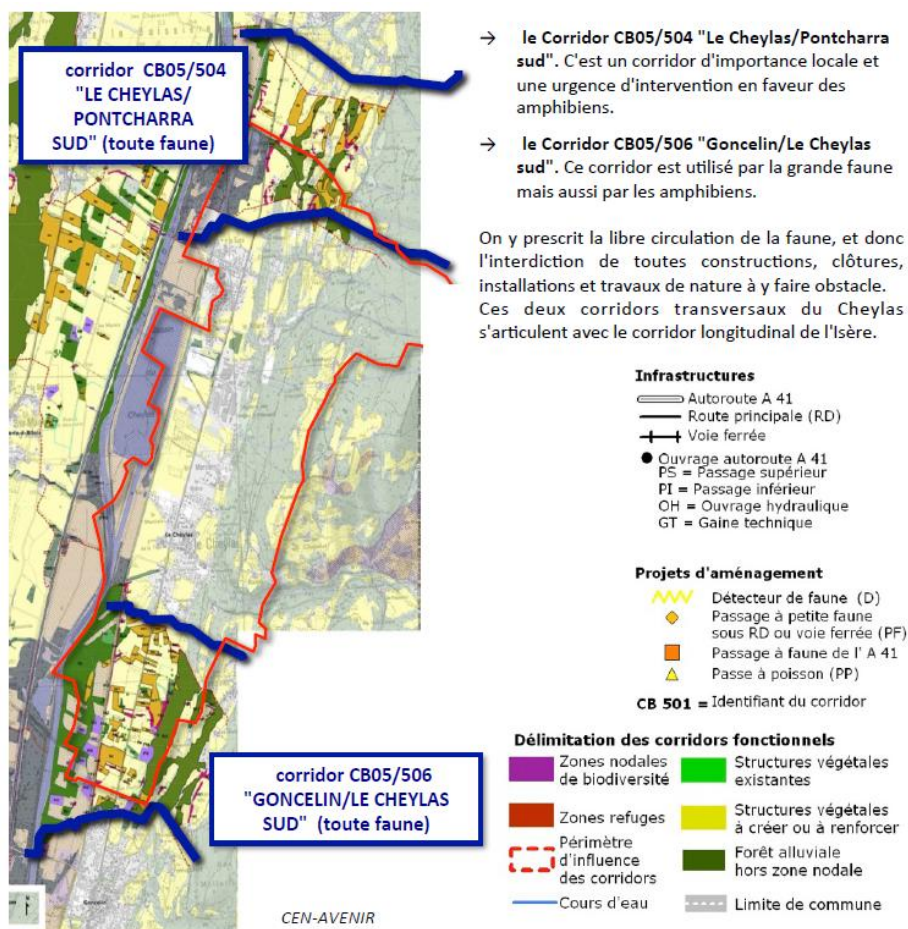 corridor CB05/504
"LE CHEYLAS/
PONTCHARRA
SUD" (toute faune)
→ le Corridor CB05/504 "Le Cheylas/Pontcharra
sud". C'est un corridor d'importance locale et
une urgence d'intervention en faveur des
amphibiens.
→ le Corridor CB05/506 "Goncelin/Le Cheylas
sud". Ce corridor est utilisé par la grande faune
mais aussi par les amphibiens.
On y prescrit la libre circulation de la faune, et donc
l'interdiction de toutes constructions, clôtures,
installations et travaux de nature à y faire obstacle.
Ces deux corridors transversaux du Cheylas
s'articulent avec le corridor longitudinal de l'Isère.
Infrastructures
Autoroute A 41
Route principale (RD)
Voie ferrée
Ouvrage autoroute A 41
PS = Passage supérieur
PI = Passage inférieur
OH = Ouvrage hydraulique
GT = Gaine technique
Projets d'aménagement
Détecteur de faune (D)
Passage à petite faune
sous RD ou voie ferrée (PF)
Passage à faune de l' A 41
Passe à poisson (PP)
CB 501 = Identifiant du corridor
Délimitation des corridors fonctionnels
Zones nodales
de biodiversité
Structures végétales
existantes
Zones refuges
Structures végétales
à créer ou à renforcer
Périmètre
d'influence
des corridors
Forêt alluviale
hors zone nodale
Cours d'eau
Limite de commune
Le Cheylas
le Cheylas
corridor CB05/506
"GONCELIN/LE CHEYLAS
SUD" (toute faune)
Goncelin
CEN-AVENIR